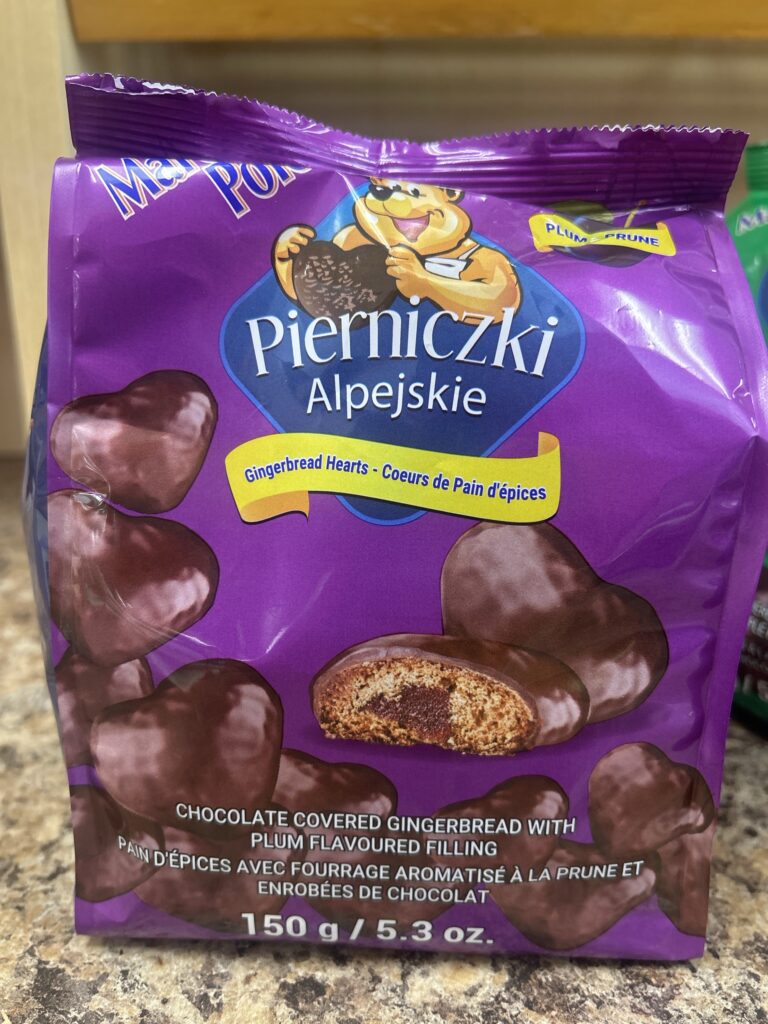 PLUM - PRUNE
Pierniczki
Alpejskie
Gingerbread Hearts - Coeurs de Pain d'épices
CHOCOLATE COVERED GINGERBREAD WITH
PLUM FLAVOURED FILLING
PAIN D'ÉPICES AVEC FOURRAGE AROMATISÉ À LA PRUNE ET
ENROBÉES DE CHOCOLAT
150 g / 5.3 oz.